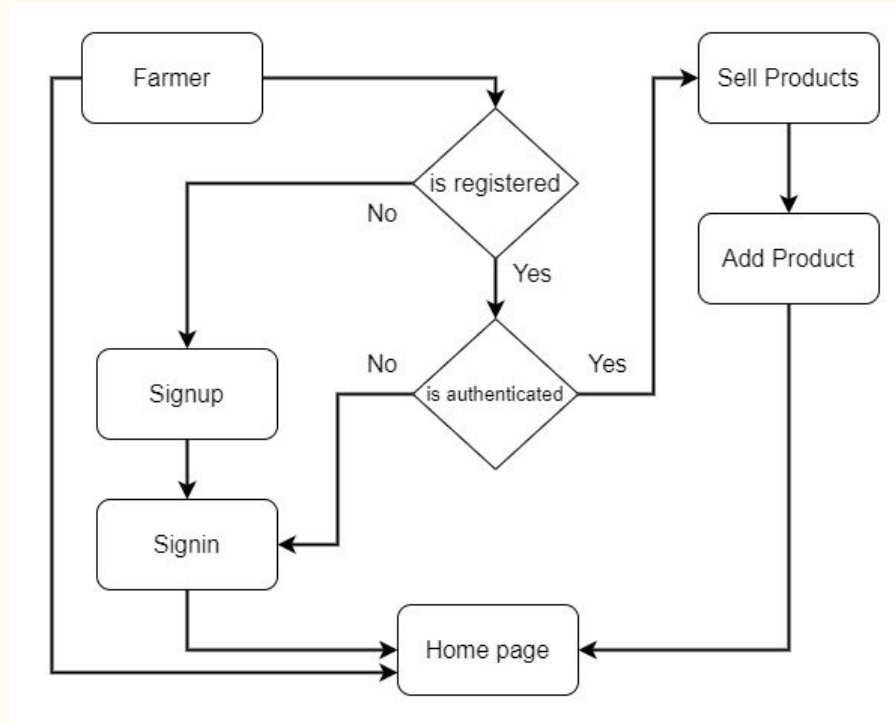 Farmer
Sell Products
is registered
No
Yes
Add Product
No
Yes
is authenticated
Signup
Signin
Home page